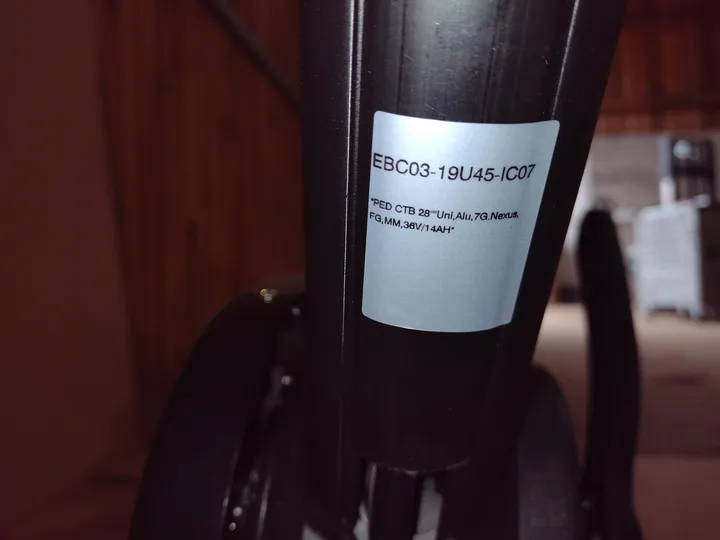 EBC03-19U45-IC07
"PED CTB 28""Uni,Alu,7G.Nexus,
FG,MM,36V/14AH"